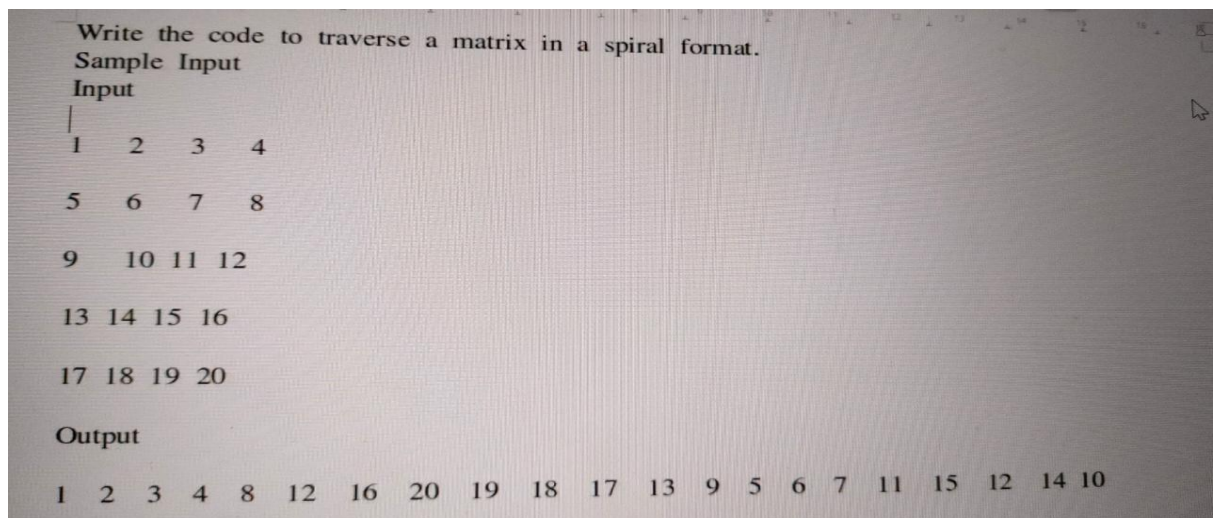 Write the code to traverse a matrix in a spiral format.
Sample Input
Input
1 2 3 4
5 6 7 8
9 10 11 12
13 14 15 16
17 18 19 20
Output
1 2 3 4 8 12 16 20 19 18 17 13 9 5 6 7 11 15 12 14 10